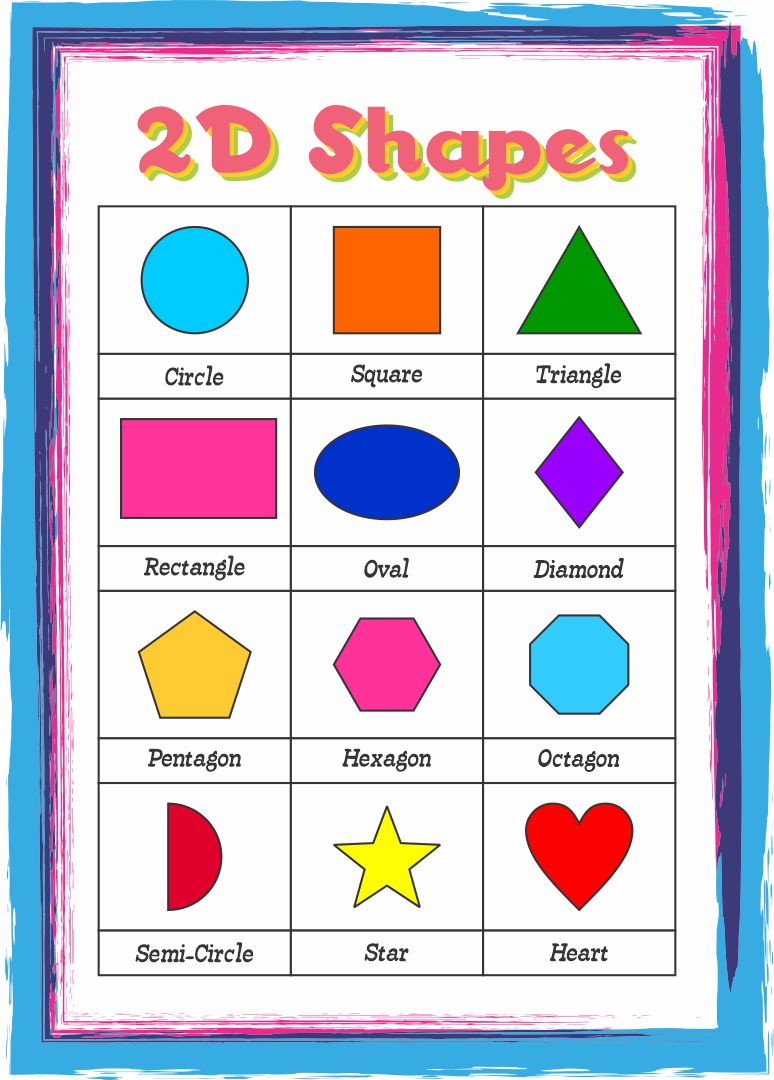 2D Shapes
Circle
Square
Triangle
Rectangle
Oval
Diamond
Pentagon
Hexagon
Octagon
Semi-Circle
Star
Heart